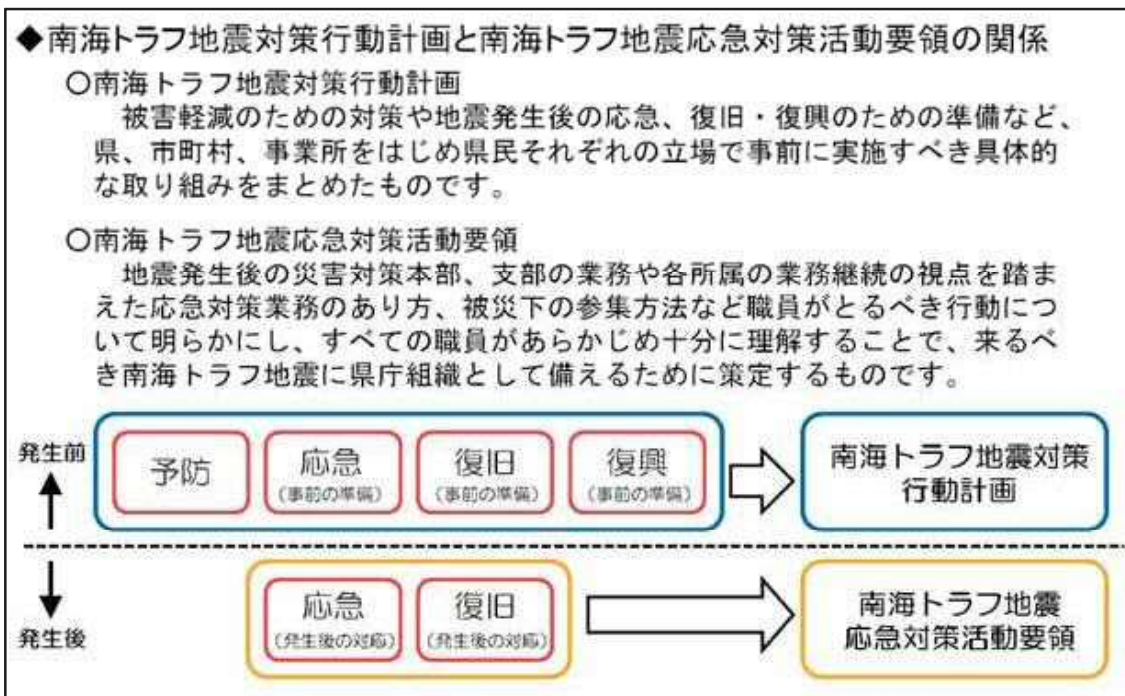 ◆南海トラフ地震対策行動計画と南海トラフ地震応急対策活動要領の関係
○南海トラフ地震対策行動計画
被害軽減のための対策や地震発生後の応急、復旧・復興のための準備など、
県、市町村、事業所をはじめ県民それぞれの立場で事前に実施すべき具体的
な取り組みをまとめたものです。
○南海トラフ地震応急対策活動要領
地震発生後の災害対策本部、支部の業務や各所属の業務継続の視点を踏ま
えた応急対策業務のあり方、被災下の参集方法など職員がとるべき行動につ
いて明らかにし、すべての職員があらかじめ十分に理解することで、来るべ
き南海トラフ地震に県庁組織として備えるために策定するものです。
発生前
予防
応急
(事前の準備)
復旧
(事前の準備)
復興
(事前の準備)
南海トラフ地震対策
行動計画
発生後
応急
(発生後の対応)
復旧
(発生後の対応)
南海トラフ地震
応急対策活動要領